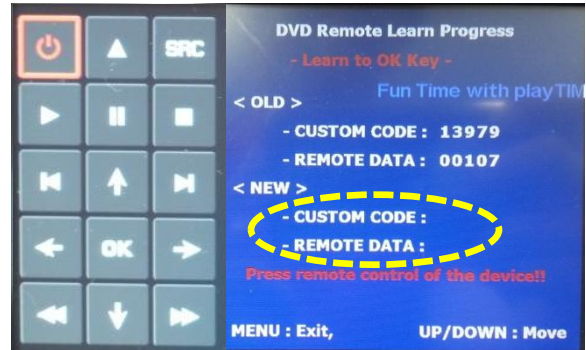 SRC
OK
DVD Remote Learn Progress
- Learn to OK Key -
Fun Time with playTIM
< OLD >
- CUSTOM CODE : 13979
- REMOTE DATA : 00107
< NEW >
- CUSTOM CODE :
- REMOTE DATA :
Press remote control of the device!!
MENU : Exit, UP/DOWN : Move